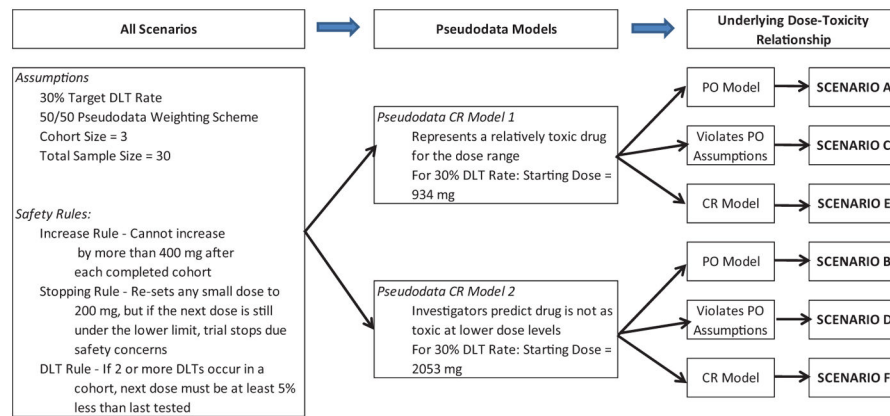 All Scenarios
Pseudodata Models
Underlying Dose-Toxicity
Relationship
Assumptions
30% Target DLT Rate
50/50 Pseudodata Weighting Scheme
Cohort Size = 3
Total Sample Size = 30
Safety Rules:
Increase Rule - Cannot increase
by more than 400 mg after
each completed cohort
Stopping Rule - Re-sets any small dose to
200 mg, but if the next dose is still
under the lower limit, trial stops due
safety concerns
DLT Rule - If 2 or more DLTs occur in a
cohort, next dose must be at least 5%
less than last tested
Pseudodata CR Model 1
Represents a relatively toxic drug
for the dose range
For 30% DLT Rate: Starting Dose =
934 mg
Pseudodata CR Model 2
Investigators predict drug is not as
toxic at lower dose levels
For 30% DLT Rate: Starting Dose =
2053 mg
PO Model
SCENARIO A
Violates PO
Assumptions
SCENARIO C
CR Model
SCENARIO E
PO Model
SCENARIO B
Violates PO
Assumptions
SCENARIO D
CR Model
SCENARIO F